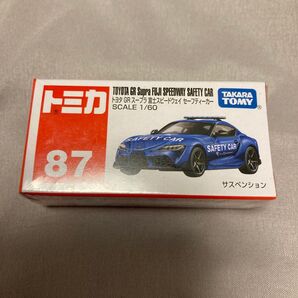 トミカ
TOYOTA GR Supra FUJI SPEEDWAY SAFETY CAR
トヨタ GR スープラ 富士スピードウェイ セーフティーカー
SCALE 1/60
TAKARA
TOMY
87
SAFETY CAR
SAFETY CAR
サスペンション